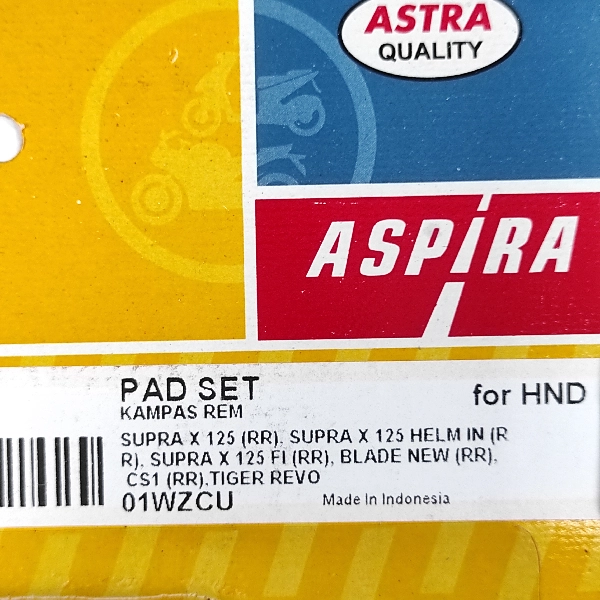 ASTRA
QUALITY
ASPIRA
PAD SET
for HND
KAMPAS REM
SUPRA X 125 (RR), SUPRA X 125 HELM IN (R
R), SUPRA X 125 FI (RR), BLADE NEW (RR),
CS1 (RR),TIGER REVO
01WZCU
Made In Indonesia